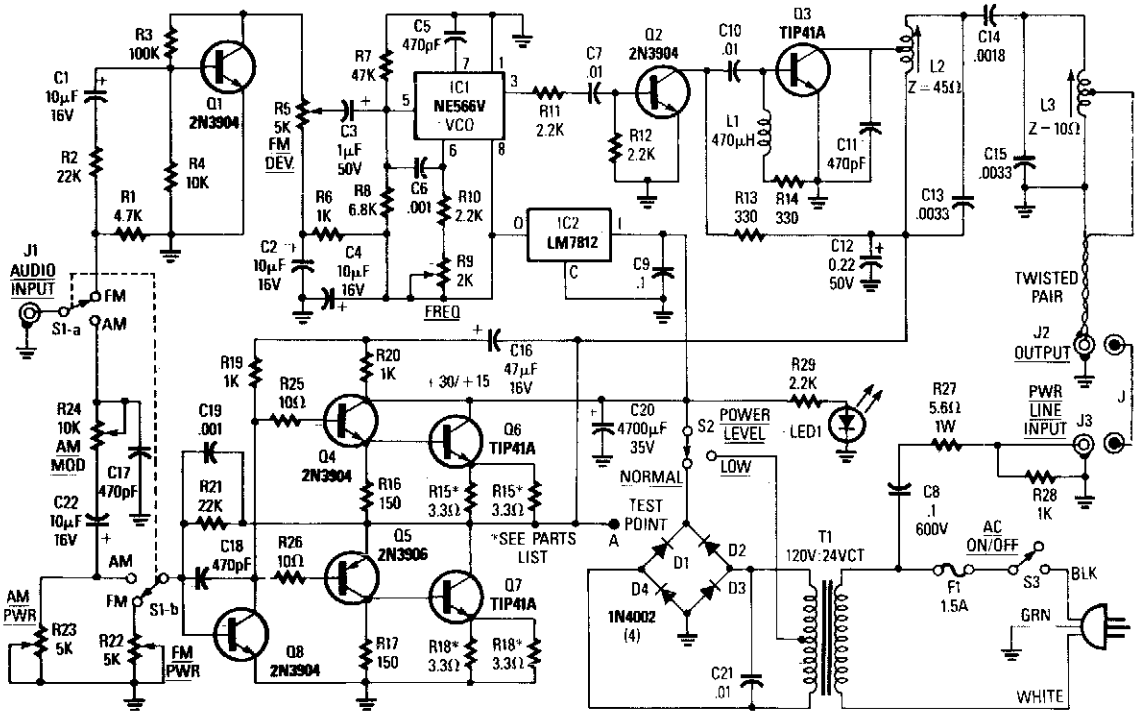 R3
100K
C1
10µF
16V
Q1
2N3904
R2
22K
R4
10K
R1
4.7K
J1
AUDIO
INPUT
FM
AM
S1-a
R5
5K
FM
DEV.
C3
1µF
50V
R7
47K
C5
470pF
7
1
5
IC1
NE566V
VCO
3
6
8
R6
1K
R8
6.8K
C6
.001
R10
2.2K
R9
2K
FREQ
C2
10µF
16V
C4
10µF
16V
R11
2.2K
C7
.01
Q2
2N3904
R12
2.2K
C10
.01
Q3
TIP41A
L1
470µH
R13
330
R14
330
C11
470pF
L2
Z=45Ω
C14
.0018
L3
Z-10Ω
C15
.0033
C13
.0033
C12
0.22
50V
O
IC2
LM7812
I
C
C9
.1
TWISTED
PAIR
J2
OUTPUT
PWR
LINE
INPUT
J3
J
R24
10K
AM
MOD
C17
470pF
C22
10µF
16V
AM
FM
S1-b
AM
PWR
R23
5K
R22
5K
FM
PWR
R19
1K
R25
10Ω
C19
.001
R21
22K
C18
470pF
R26
10Ω
Q8
2N3904
R20
1K
Q4
2N3904
R16
150
Q5
2N3906
R17
150
C16
47µF
16V
+30/+15
Q6
TIP41A
R15*
3.3Ω
R15*
3.3Ω
*SEE PARTS
LIST
Q7
TIP41A
R18*
3.3Ω
R18*
3.3Ω
TEST
POINT
A
C20
4700µF
35V
S2
POWER
LEVEL
NORMAL
LOW
R29
2.2K
LED1
D1
D2
D4
D3
1N4002
(4)
C21
.01
T1
120V:24VCT
R27
5.6Ω
1W
R28
1K
C8
.1
600V
AC
ON/OFF
S3
F1
1.5A
BLK
GRN
WHITE